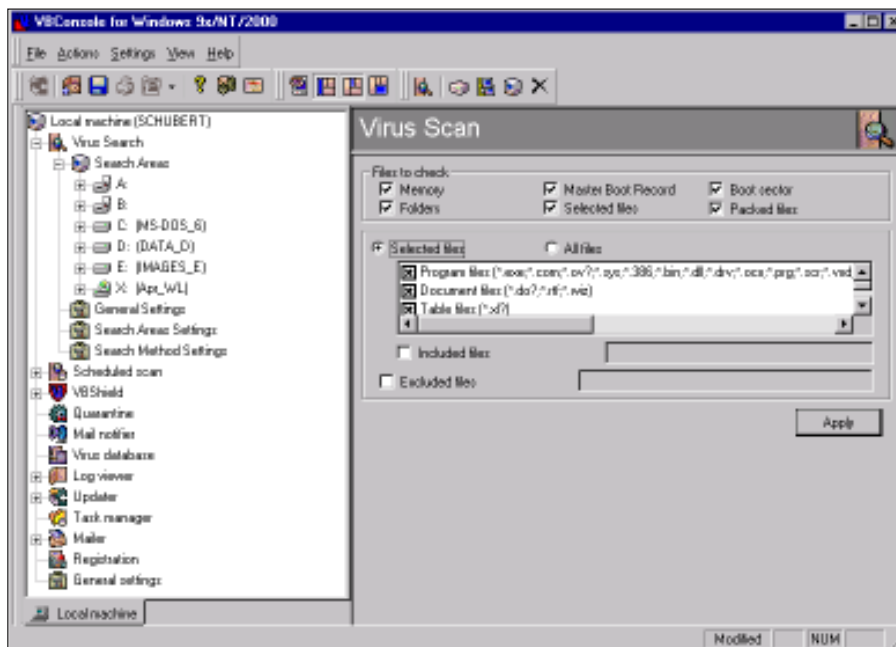 VBConsole for Windows 9x/NT/2000
File Actions Settings View Help
Local machine (SCHUBERT)
Virus Search
Search Areas
A:
B:
C: (MS-DOS_6)
D: (DATA_D)
E: (IMAGES_E)
X: (Apt_WL)
General Settings
Search Areas Settings
Search Method Settings
Scheduled scan
VBShield
Quarantine
Mail notifier
Virus database
Log viewer
Updater
Task manager
Mailer
Registration
General settings
Local machine
Virus Scan
Files to check
Memory Master Boot Record Boot sector
Folders Selected files Packed files
Selected files All files
Program files (*.exe;*.com;*.ov?;*.sys;*.386;*.bin;*.dll;*.drv;*.ocx;*.prg;*.scr;*.vxd
Document files (*.do?;*.rtf;*.wiz)
Table files (*.xl?)
Included files
Excluded files
Apply
Modified NUM